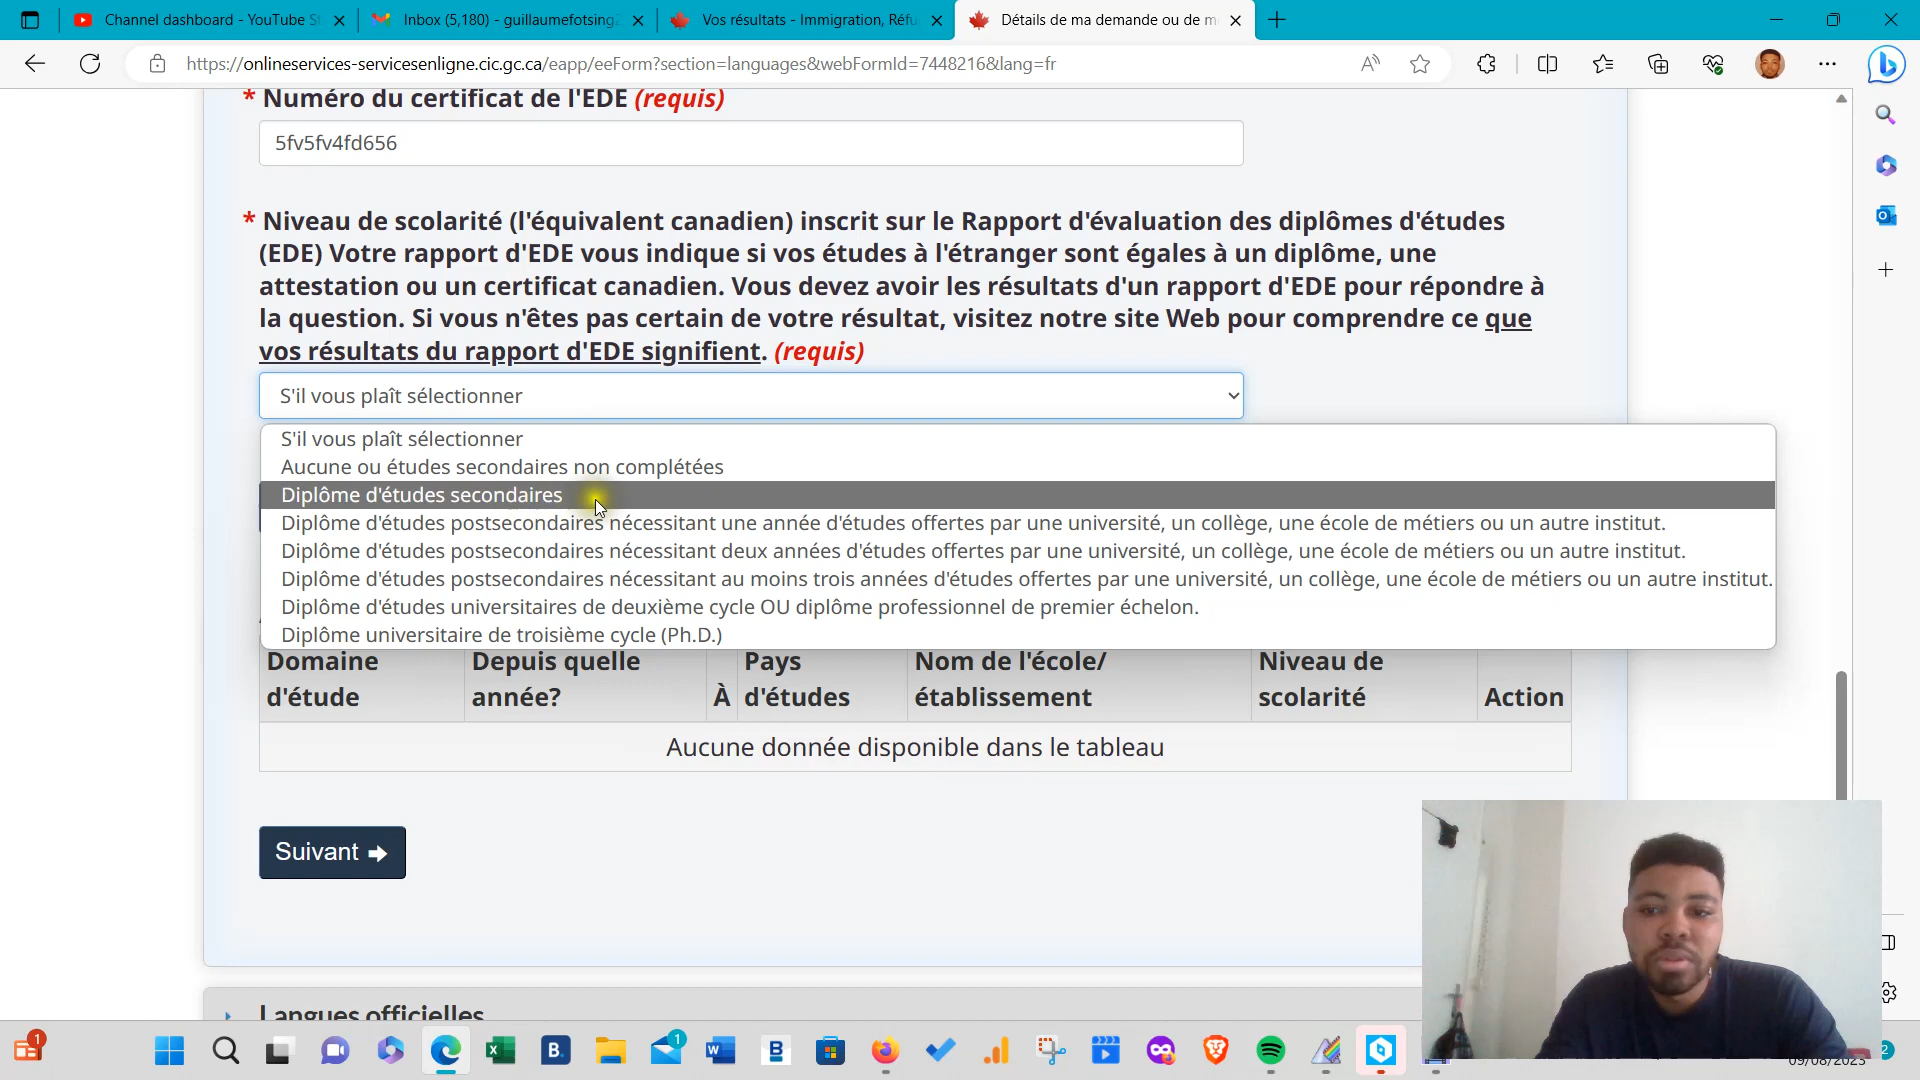 Channel dashboard - YouTube S
Inbox (5,180) - guillaumefotsing
Vos résultats - Immigration, Réfu
Détails de ma demande ou de m
https://onlineservices-servicesenligne.cic.gc.ca/eapp/eeForm?section=languages&webFormId=7448216&lang=fr
* Numéro du certificat de l'EDE (requis)
5fv5fv4fd656
* Niveau de scolarité (l'équivalent canadien) inscrit sur le Rapport d'évaluation des diplômes d'études
(EDE) Votre rapport d'EDE vous indique si vos études à l'étranger sont égales à un diplôme, une
attestation ou un certificat canadien. Vous devez avoir les résultats d'un rapport d'EDE pour répondre à
la question. Si vous n'êtes pas certain de votre résultat, visitez notre site Web pour comprendre ce que
vos résultats du rapport d'EDE signifient. (requis)
S'il vous plaît sélectionner
S'il vous plaît sélectionner
Aucune ou études secondaires non complétées
Diplôme d'études secondaires
Diplôme d'études postsecondaires nécessitant une année d'études offertes par une université, un collège, une école de métiers ou un autre institut.
Diplôme d'études postsecondaires nécessitant deux années d'études offertes par une université, un collège, une école de métiers ou un autre institut.
Diplôme d'études postsecondaires nécessitant au moins trois années d'études offertes par une université, un collège, une école de métiers ou un autre institut.
Diplôme d'études universitaires de deuxième cycle OU diplôme professionnel de premier échelon.
Diplôme universitaire de troisième cycle (Ph.D.)
Domaine d'étude
Depuis quelle année?
À
Pays d'études
Nom de l'école/ établissement
Niveau de scolarité
Action
Aucune donnée disponible dans le tableau
Suivant
Langues officielles
1
1
2
09/08/2023